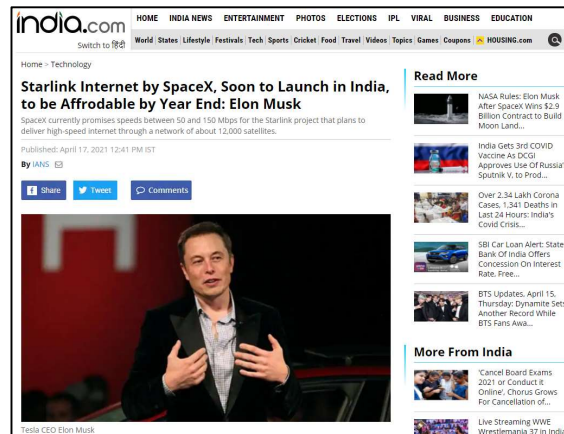 india.com
Switch to हिंदी
HOME INDIA NEWS ENTERTAINMENT PHOTOS ELECTIONS IPL VIRAL BUSINESS EDUCATION
World States Lifestyle Festivals Tech Sports Cricket Food Travel Videos Topics Games Coupons HOUSING.com
Home > Technology
Starlink Internet by SpaceX, Soon to Launch in India,
to be Affrodable by Year End: Elon Musk
SpaceX currently promises speeds between 50 and 150 Mbps for the Starlink project that plans to
deliver high-speed internet through a network of about 12,000 satellites.
Published: April 17, 2021 12:41 PM IST
By IANS
Share Tweet Comments
Tesla CEO Elon Musk
Read More
NASA Rules: Elon Musk
After SpaceX Wins $2.9
Billion Contract to Build
Moon Land...
India Gets 3rd COVID
Vaccine As DCGI
Approves Use Of Russia'
Sputnik V. to Prod...
Over 2.34 Lakh Corona
Cases, 1,341 Deaths in
Last 24 Hours: India's
Covid Crisis...
SBI Car Loan Alert: State
Bank Of India Offers
Concession On Interest
Rate, Free...
BTS Updates, April 15,
Thursday: Dynamite Sets
Another Record While
BTS Fans Awa...
More From India
'Cancel Board Exams
2021 or Conduct it
Online', Chorus Grows
For Cancellation of...
Live Streaming WWE
Wrestlemania 37 in India